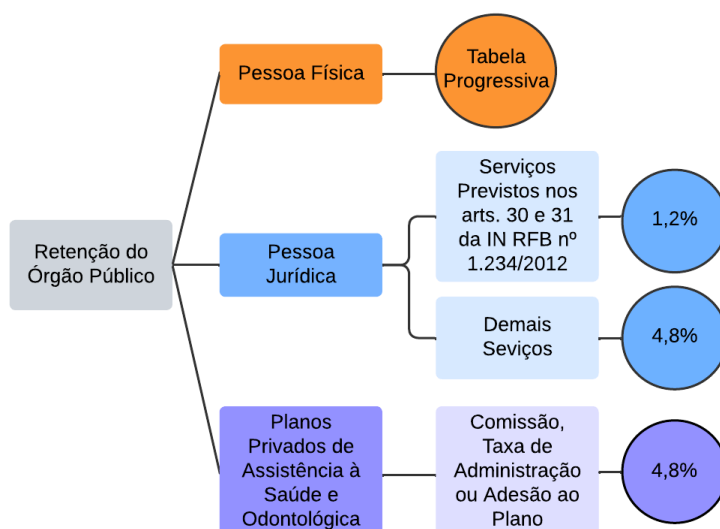 Retenção do
Órgão Público
Pessoa Física
Tabela
Progressiva
Pessoa
Jurídica
Serviços
Previstos nos
arts. 30 e 31
da IN RFB nº
1.234/2012
1,2%
Demais
Seviços
4,8%
Planos
Privados de
Assistência à
Saúde e
Odontológica
Comissão,
Taxa de
Administração
ou Adesão ao
Plano
4,8%